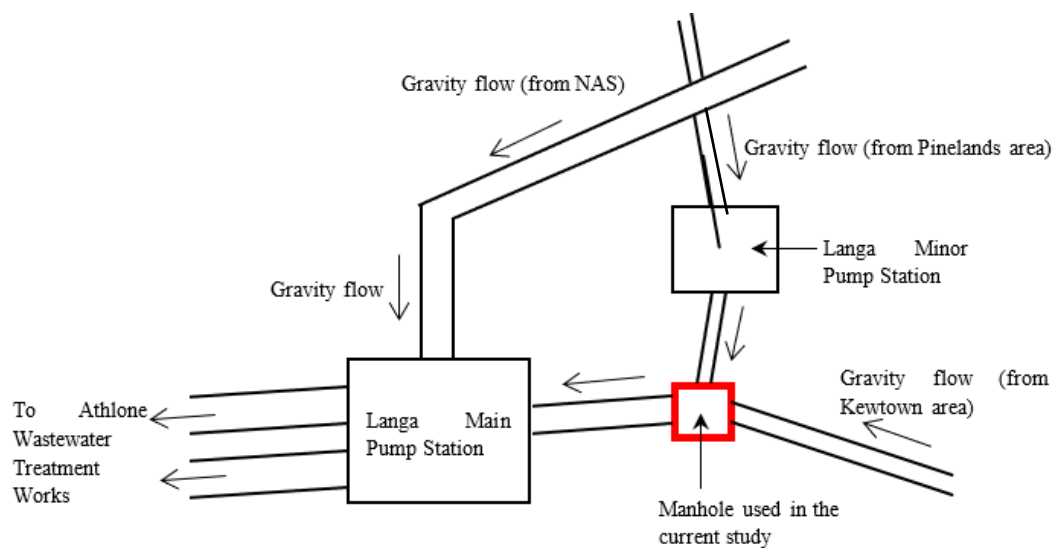 Gravity flow (from NAS)
Gravity flow (from Pinelands area)
Langa Minor
Pump Station
Gravity flow
Gravity flow (from
Kewtown area)
To Athlone
Wastewater
Treatment
Works
Langa Main
Pump Station
Manhole used in the
current study